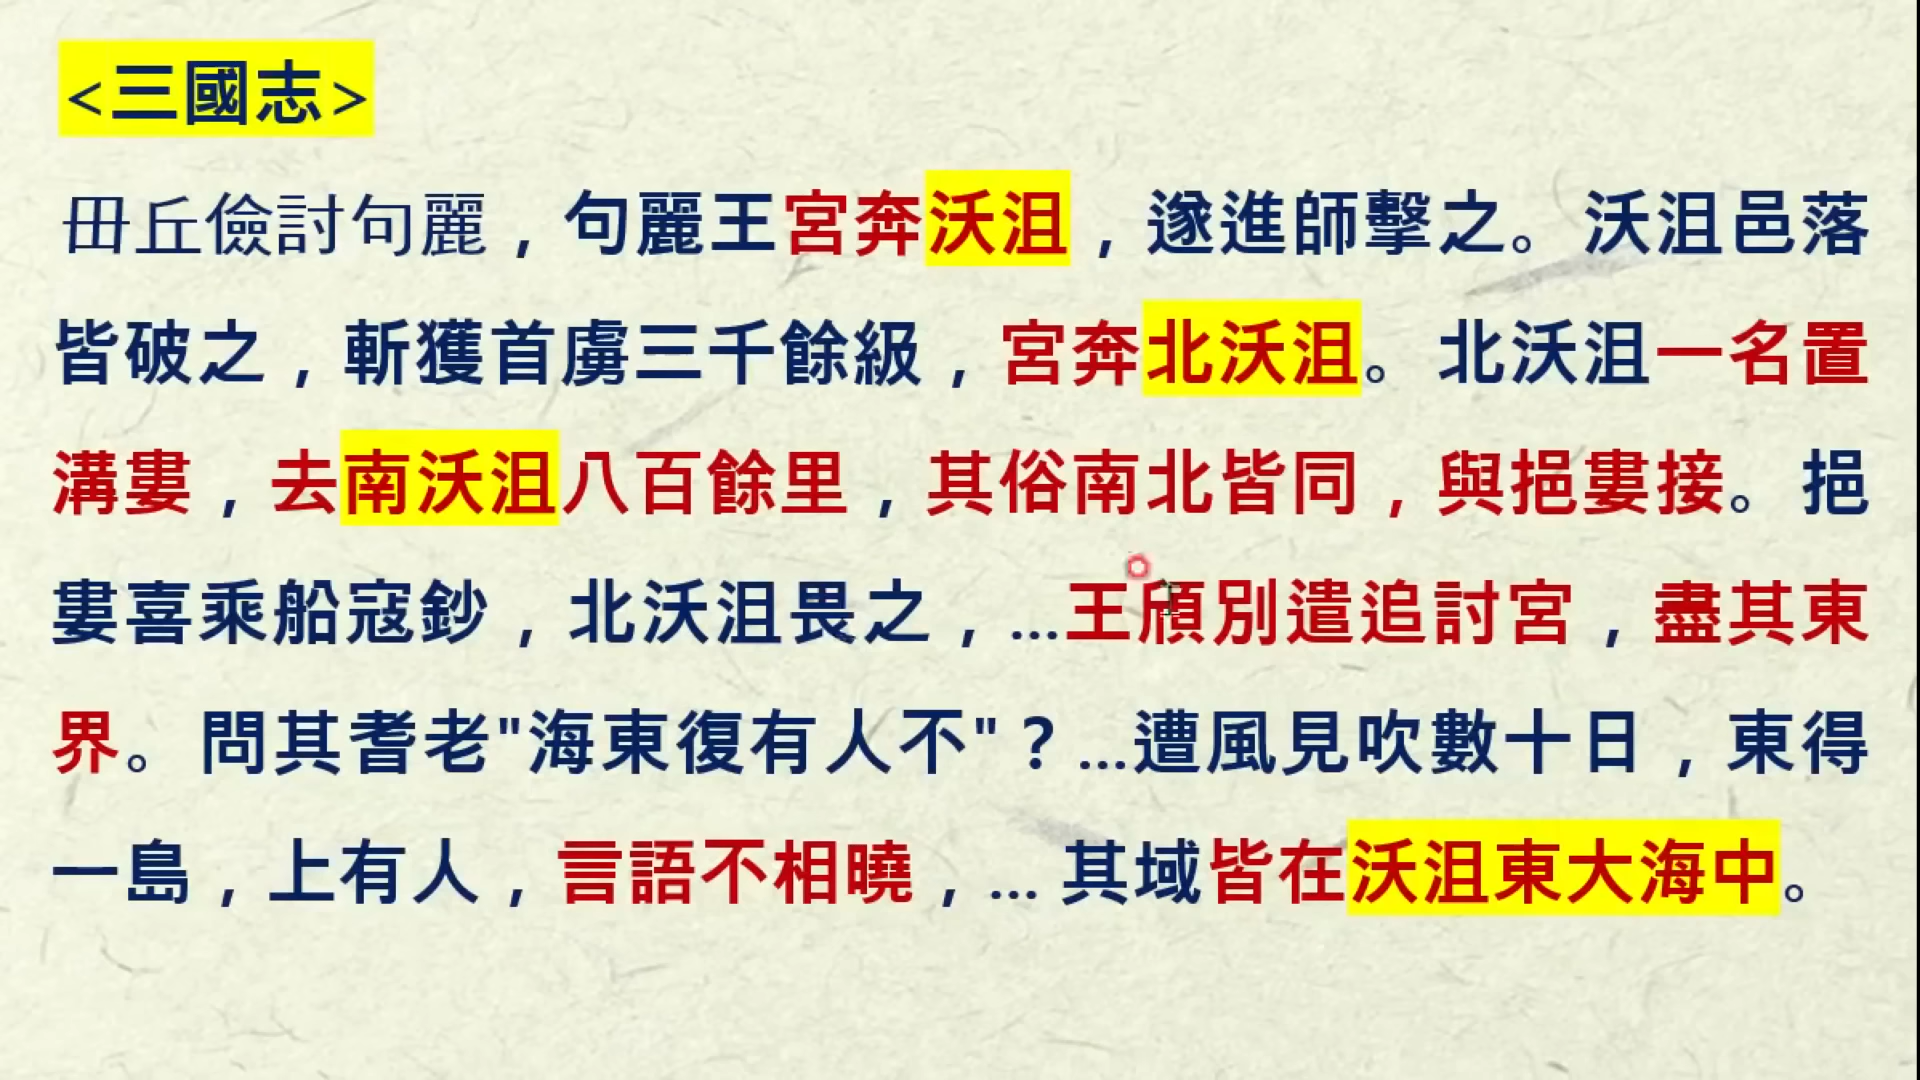 <三國志>
毌丘儉討句麗，句麗王宮奔沃沮，遂進師擊之。沃沮邑落
皆破之，斬獲首虜三千餘級，宮奔北沃沮。北沃沮一名置
溝婁，去南沃沮八百餘里，其俗南北皆同，與挹婁接。挹
婁喜乘船寇鈔，北沃沮畏之，...王頎別遣追討宮，盡其東
界。問其耆老"海東復有人不"？...遭風見吹數十日，東得
一島，上有人，言語不相曉，... 其域皆在沃沮東大海中。